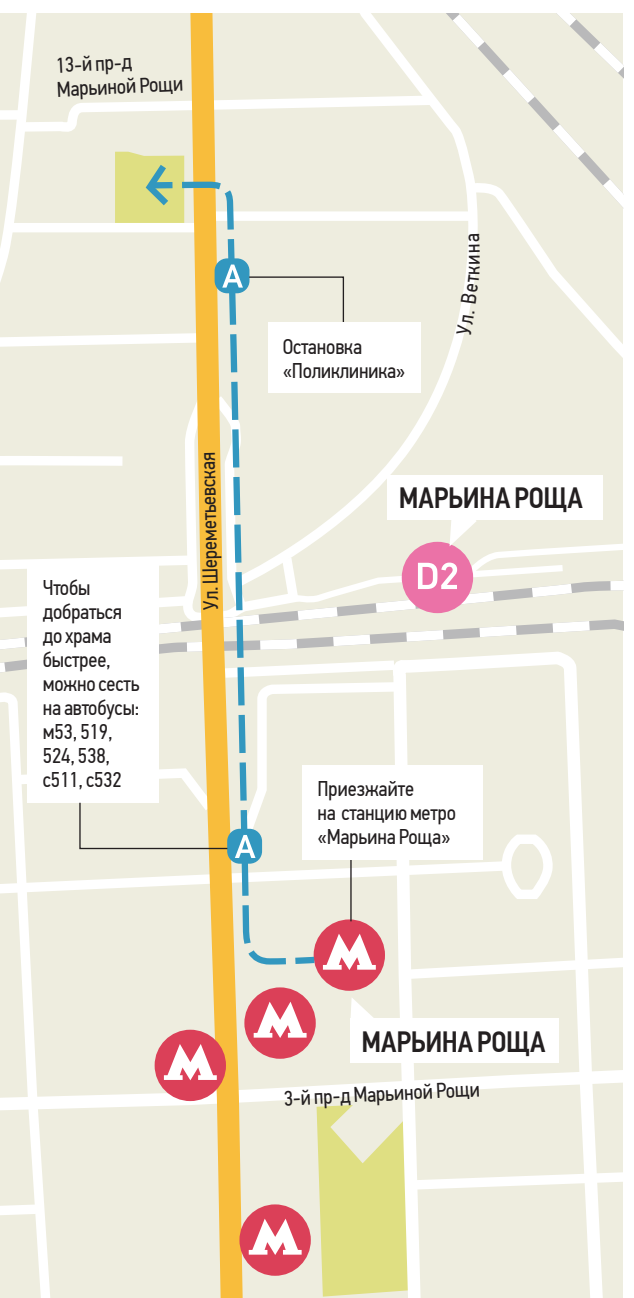 13-й пр-д
Марьиной Рощи
А
Ул. Веткина
Остановка
«Поликлиника»
Ул. Шереметьевская
МАРЬИНА РОЩА
D2
Чтобы
добраться
до храма
быстрее,
можно сесть
на автобусы:
м53, 519,
524, 538,
с511, с532
Приезжайте
на станцию метро
«Марьина Роща»
А
М
М
МАРЬИНА РОЩА
М
3-й пр-д Марьиной Рощи
М